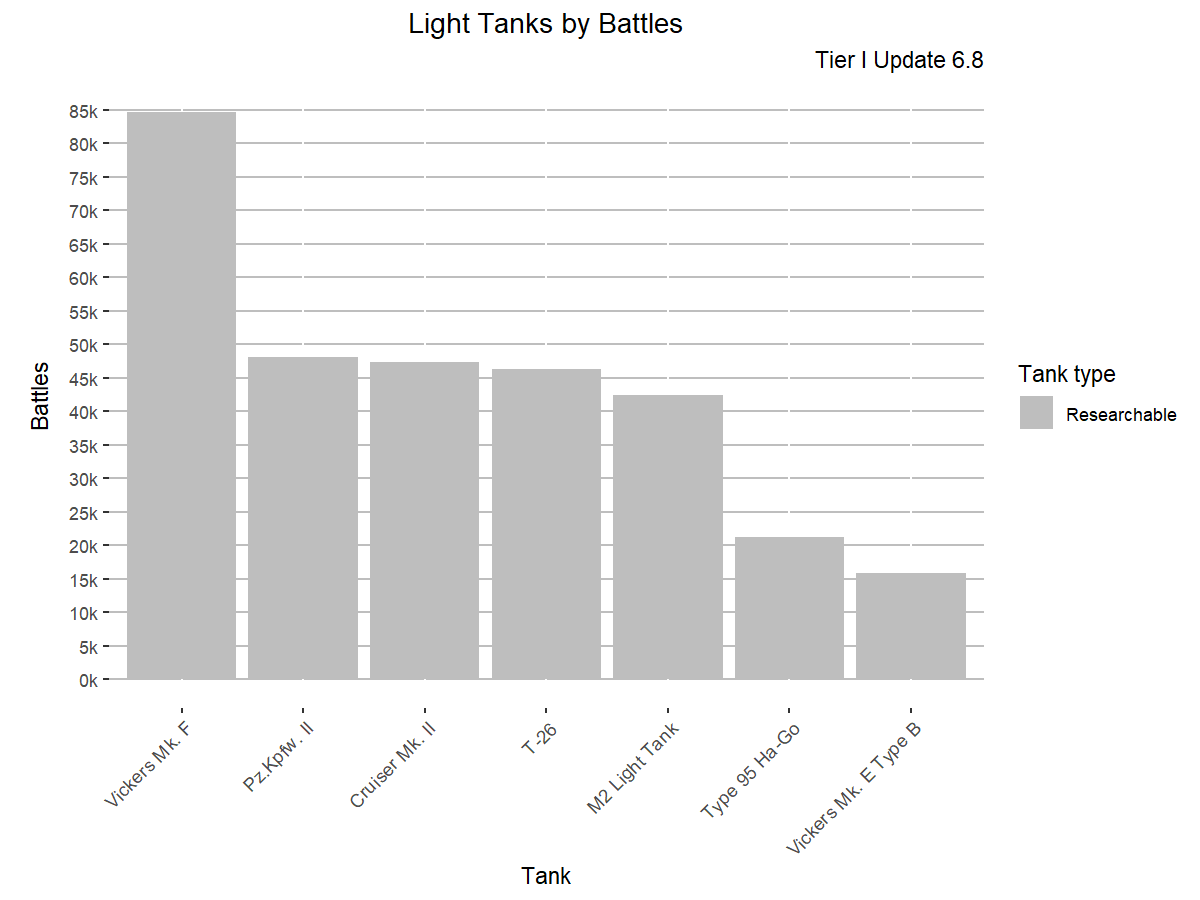 Light Tanks by Battles
Tier I Update 6.8
85k
80k
75k
70k
65k
60k
55k
50k
45k
40k
35k
30k
25k
20k
15k
10k
5k
0k
Battles
Vickers Mk. F
Pz.Kpfw. II
Cruiser Mk. II
T-26
M2 Light Tank
Type 95 Ha-Go
Vickers Mk. E Type B
Tank
Tank type
Researchable